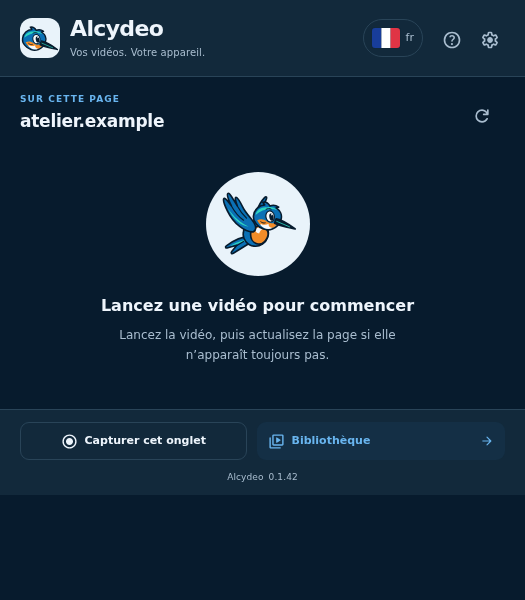 Alcydeo
Vos vidéos. Votre appareil.
fr
SUR CETTE PAGE
atelier.example
Lancez une vidéo pour commencer
Lancez la vidéo, puis actualisez la page si elle
n’apparaît toujours pas.
Capturer cet onglet
Bibliothèque
Alcydeo 0.1.42